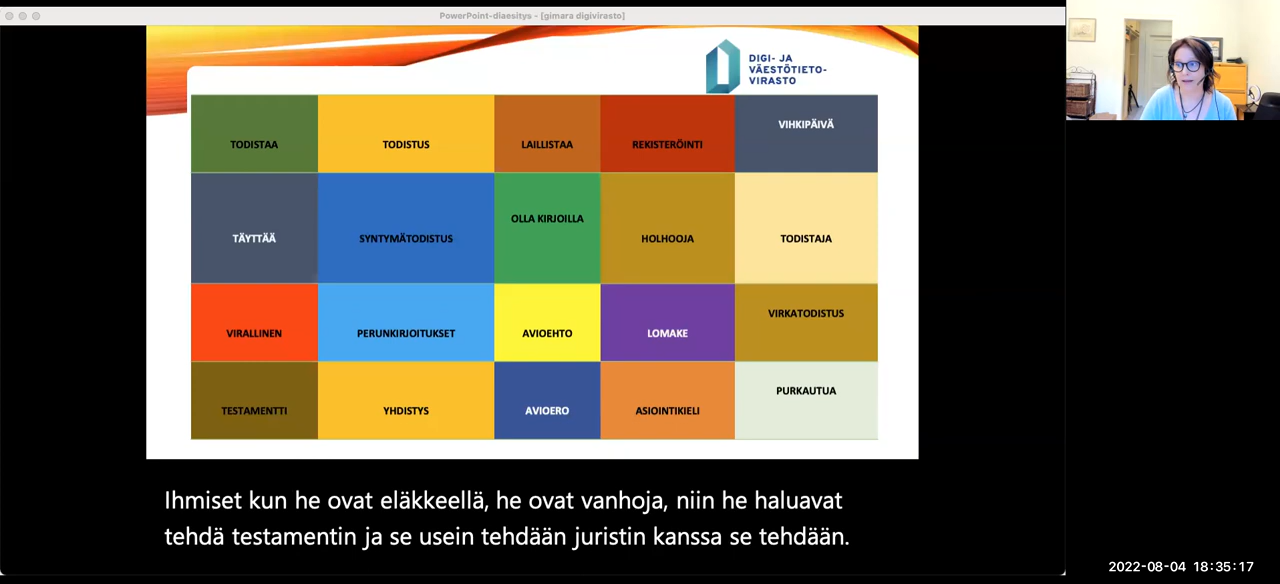 PowerPoint-diaesitys - [gimara digivirasto]
DIGI- JA
VÄESTÖTIETO-
VIRASTO
TODISTAA
TODISTUS
LAILLISTAA
REKISTERÖINTI
VIHKIPÄIVÄ
TÄYTTÄÄ
SYNTYMÄTODISTUS
OLLA KIRJOILLA
HOLHOOJA
TODISTAJA
VIRALLINEN
PERUNKIRJOITUKSET
AVIOEHTO
LOMAKE
VIRKATODISTUS
TESTAMENTTI
YHDISTYS
AVIOERO
ASIOINTIKIELI
PURKAUTUA
Ihmiset kun he ovat eläkkeellä, he ovat vanhoja, niin he haluavat
tehdä testamentin ja se usein tehdään juristin kanssa se tehdään.
2022-08-04 18:35:17